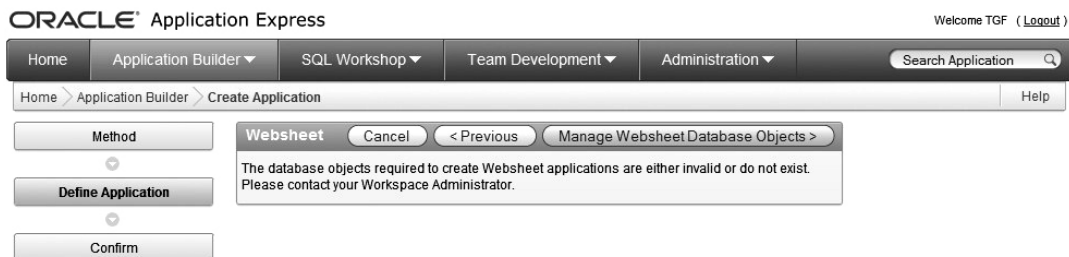 ORACLE Application Express
Welcome TGF ( Logout )
Home Application Builder SQL Workshop Team Development Administration Search Application
Home Application Builder Create Application Help
Method
Define Application
Confirm
Websheet Cancel < Previous Manage Websheet Database Objects >
The database objects required to create Websheet applications are either invalid or do not exist.
Please contact your Workspace Administrator.